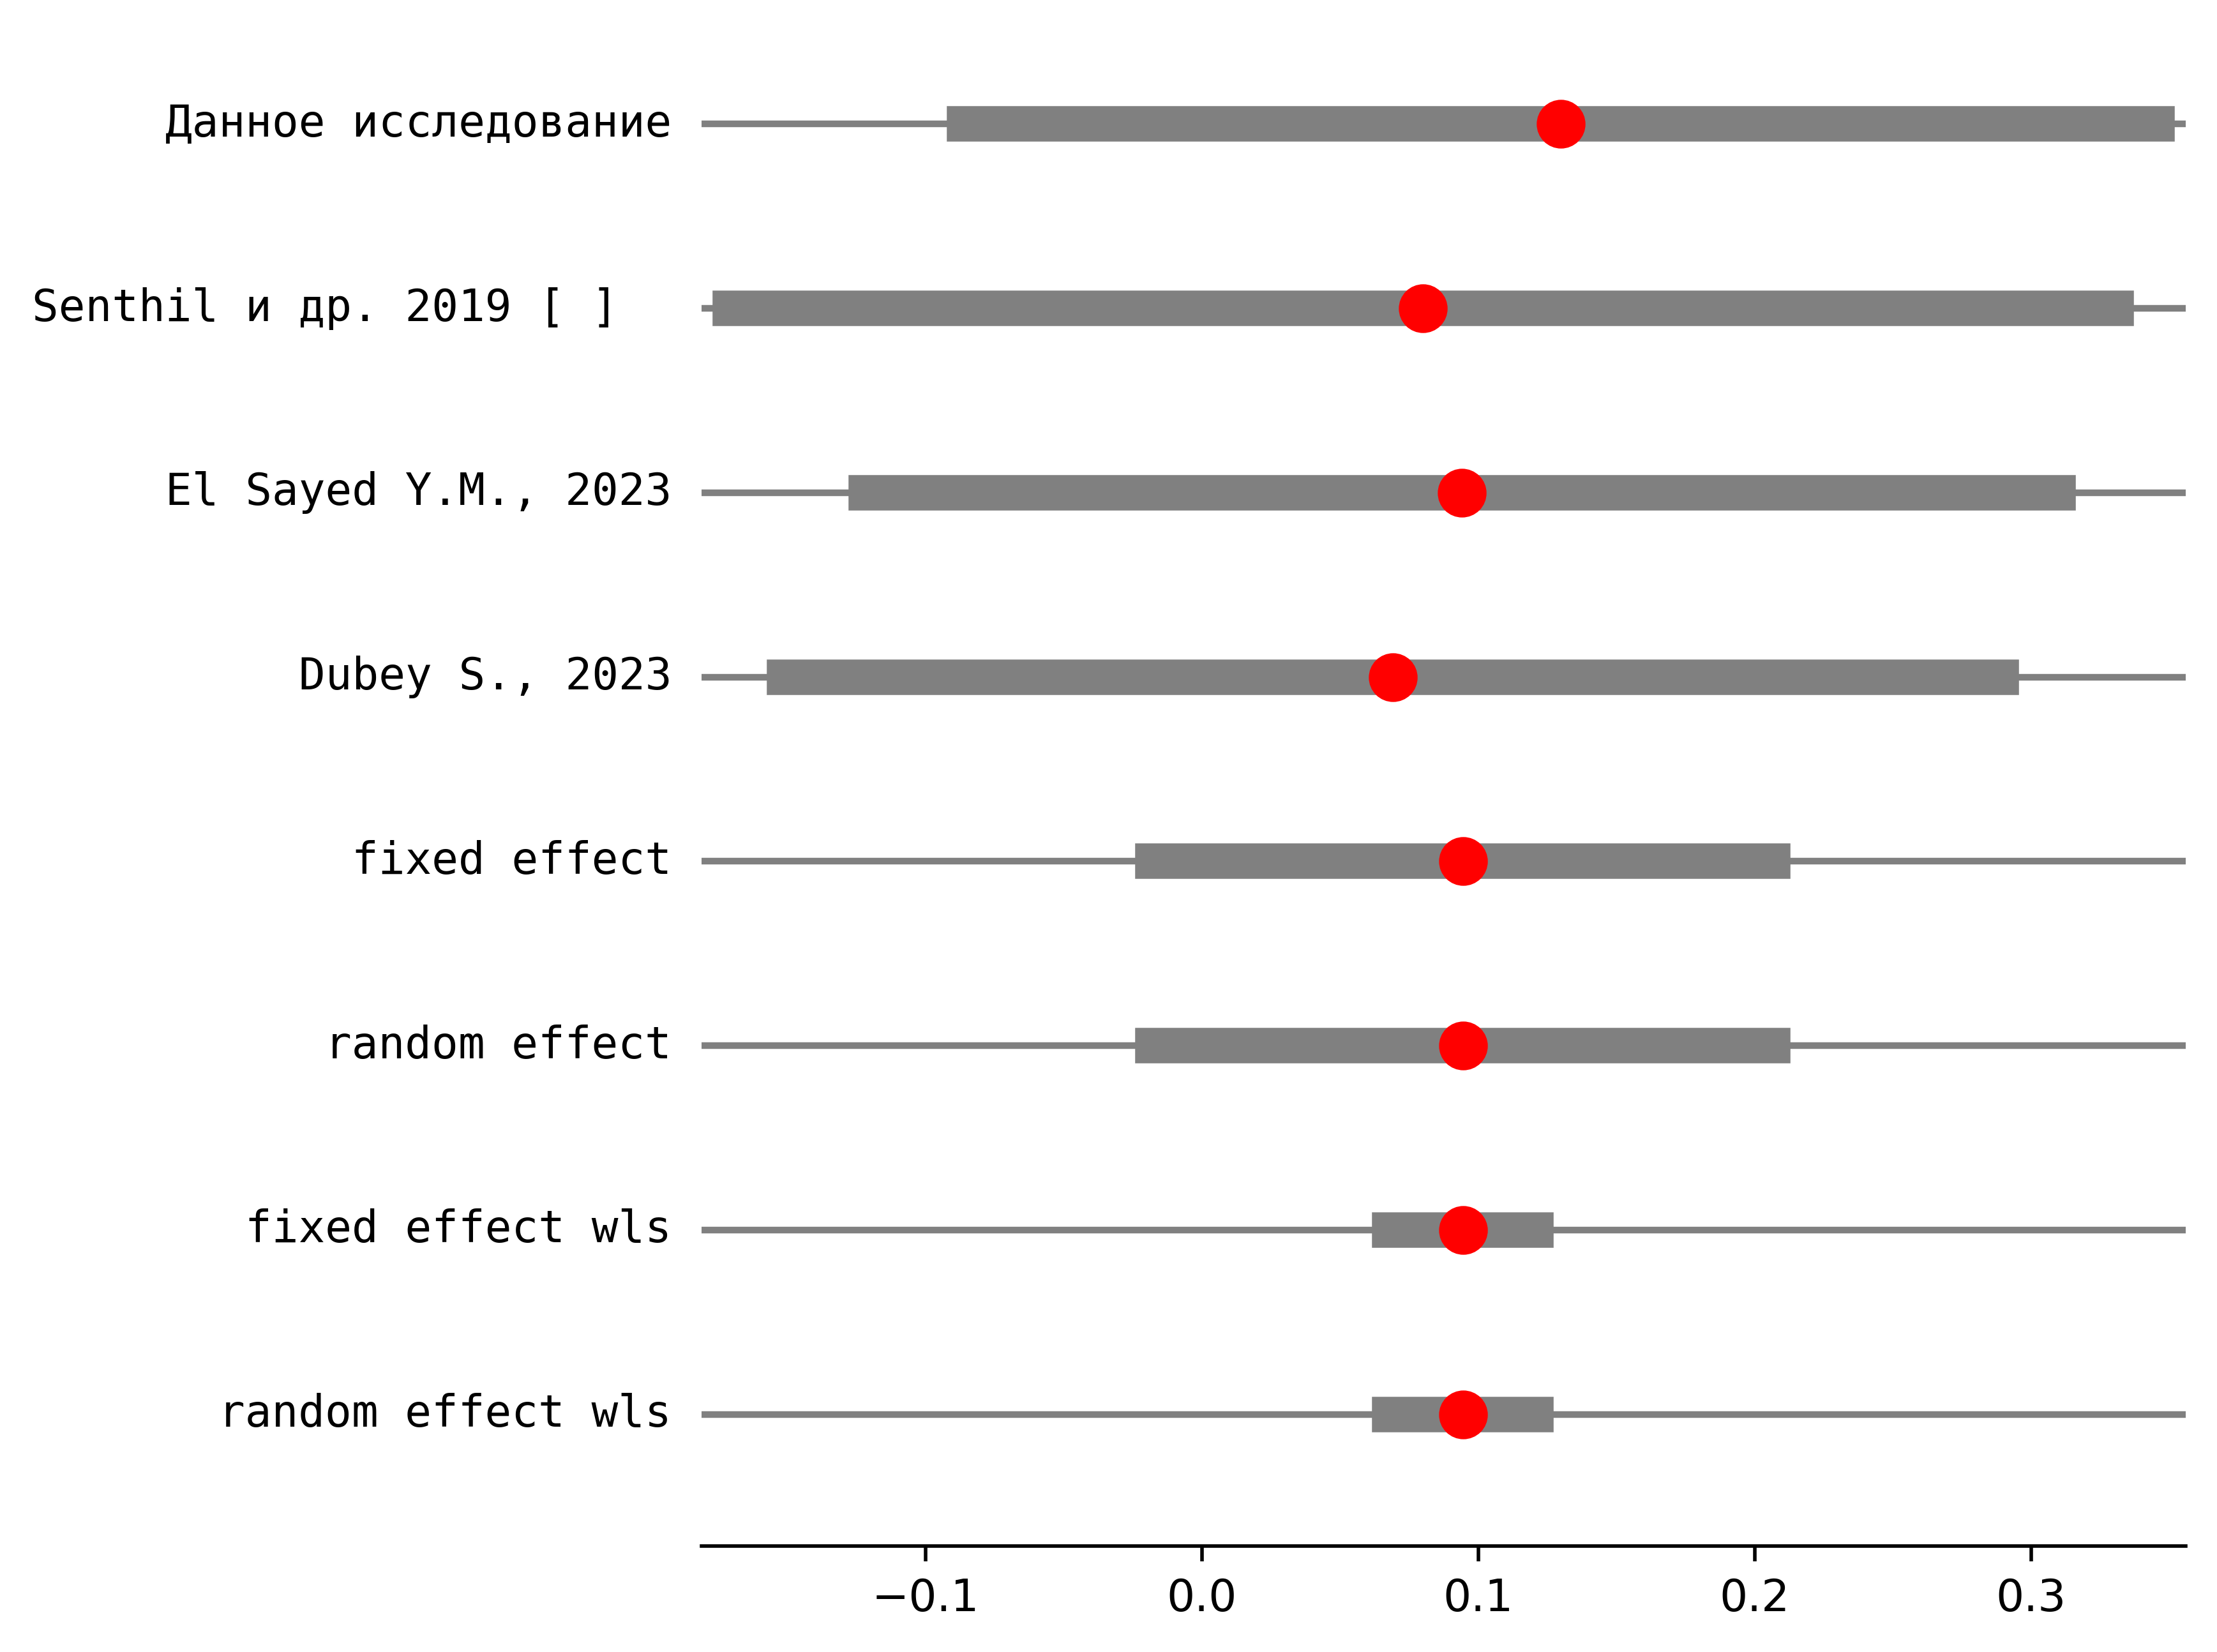 Данное исследование
Senthil и др. 2019 [ ]
El Sayed Y.M., 2023
Dubey S., 2023
fixed effect
random effect
fixed effect wls
random effect wls
−0.1 0.0 0.1 0.2 0.3